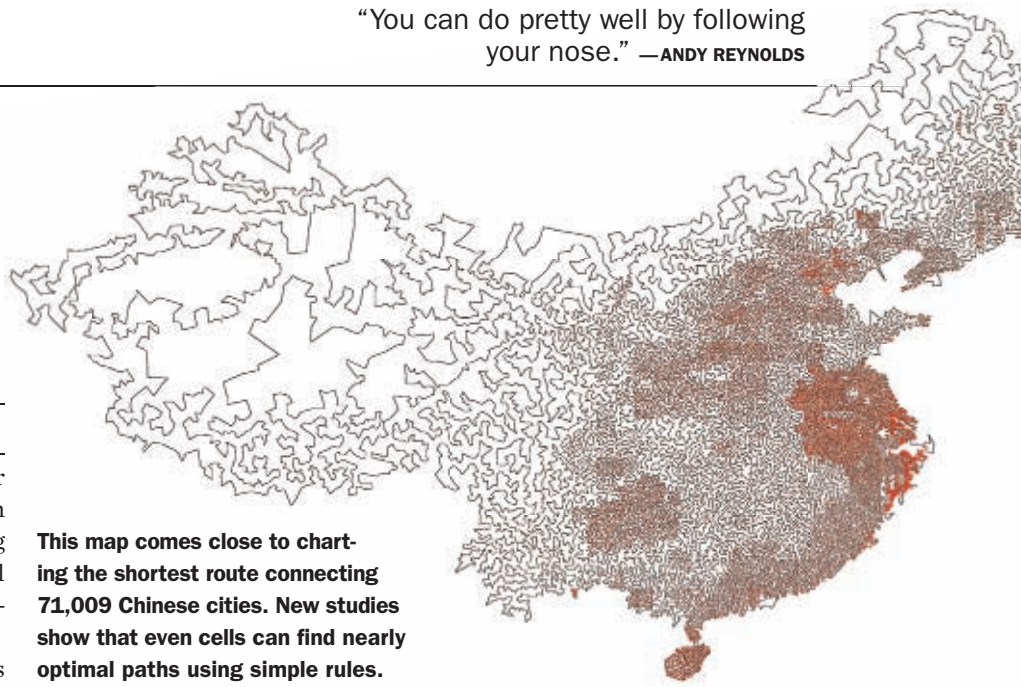 “You can do pretty well by following
your nose.” —ANDY REYNOLDS
This map comes close to chart-
ing the shortest route connecting
71,009 Chinese cities. New studies
show that even cells can find nearly
optimal paths using simple rules.